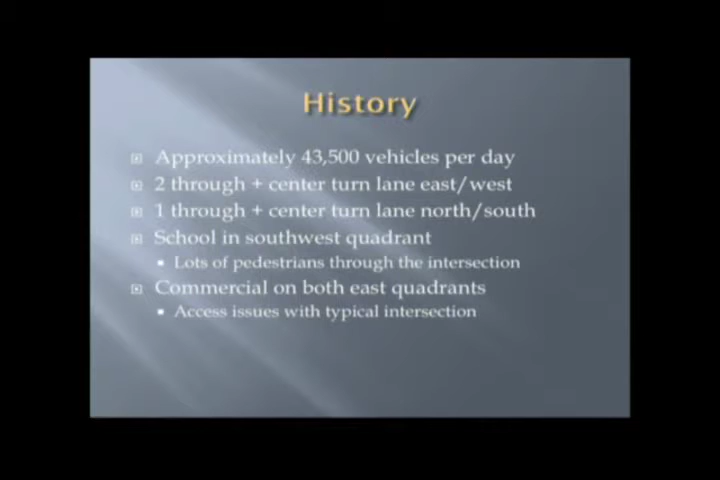 History
Approximately 43,500 vehicles per day
2 through + center turn lane east/west
1 through + center turn lane north/south
School in southwest quadrant
Lots of pedestrians through the intersection
Commercial on both east quadrants
Access issues with typical intersection